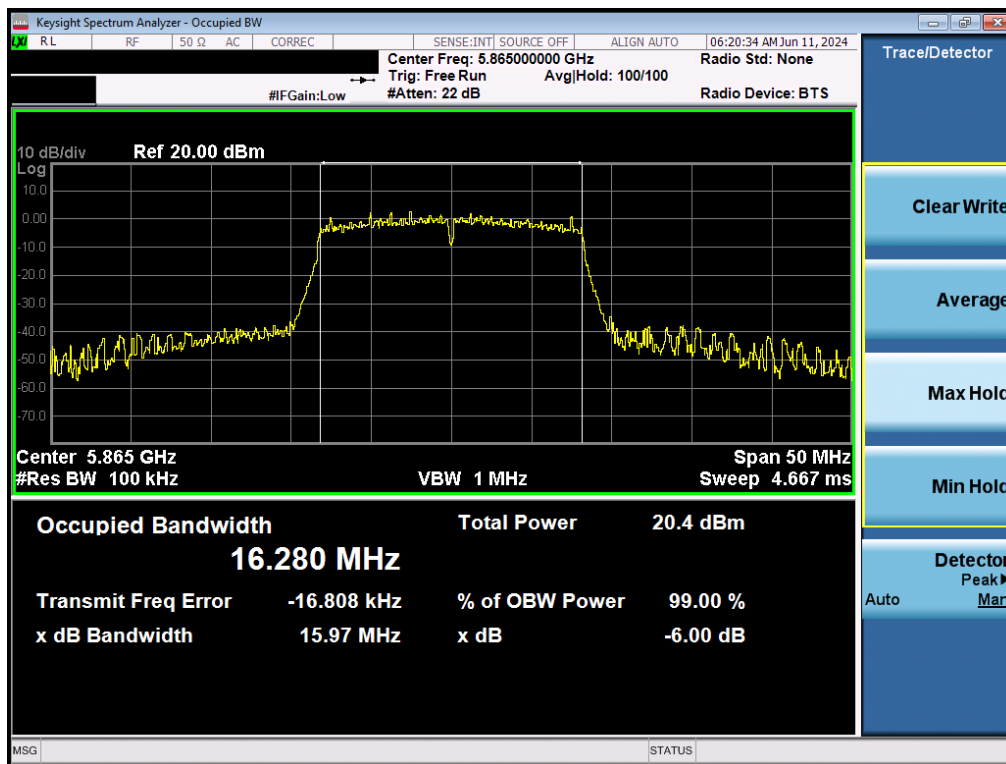 Keysight Spectrum Analyzer - Occupied BW
LXI RL RF 50 Ω AC CORREC SENSE:INT SOURCE OFF ALIGN AUTO 06:20:34 AM Jun 11, 2024
Center Freq: 5.865000000 GHz Radio Std: None
Trig: Free Run Avg|Hold: 100/100
#IFGain:Low #Atten: 22 dB Radio Device: BTS
Trace/Detector
10 dB/div Ref 20.00 dBm
Log
10.0
0.00
-10.0
-20.0
-30.0
-40.0
-50.0
-60.0
-70.0
Center 5.865 GHz Span 50 MHz
#Res BW 100 kHz VBW 1 MHz Sweep 4.667 ms
Occupied Bandwidth Total Power 20.4 dBm
16.280 MHz
Transmit Freq Error -16.808 kHz % of OBW Power 99.00 %
x dB Bandwidth 15.97 MHz x dB -6.00 dB
Clear Write
Average
Max Hold
Min Hold
Detector
Peak▶
Auto Man
MSG STATUS